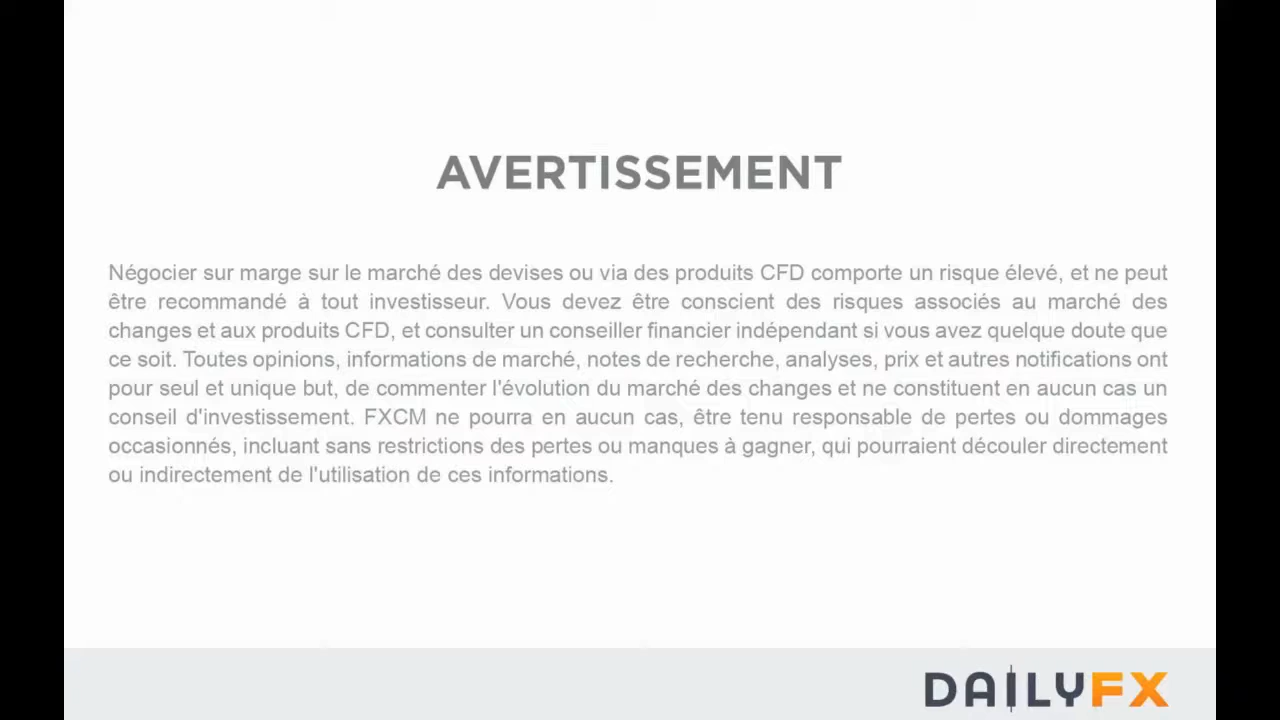 AVERTISSEMENT
Négocier sur marge sur le marché des devises ou via des produits CFD comporte un risque élevé, et ne peut
être recommandé à tout investisseur. Vous devez être conscient des risques associés au marché des
changes et aux produits CFD, et consulter un conseiller financier indépendant si vous avez quelque doute que
ce soit. Toutes opinions, informations de marché, notes de recherche, analyses, prix et autres notifications ont
pour seul et unique but, de commenter l'évolution du marché des changes et ne constituent en aucun cas un
conseil d'investissement. FXCM ne pourra en aucun cas, être tenu responsable de pertes ou dommages
occasionnés, incluant sans restrictions des pertes ou manques à gagner, qui pourraient découler directement
ou indirectement de l'utilisation de ces informations.
DAILYFX